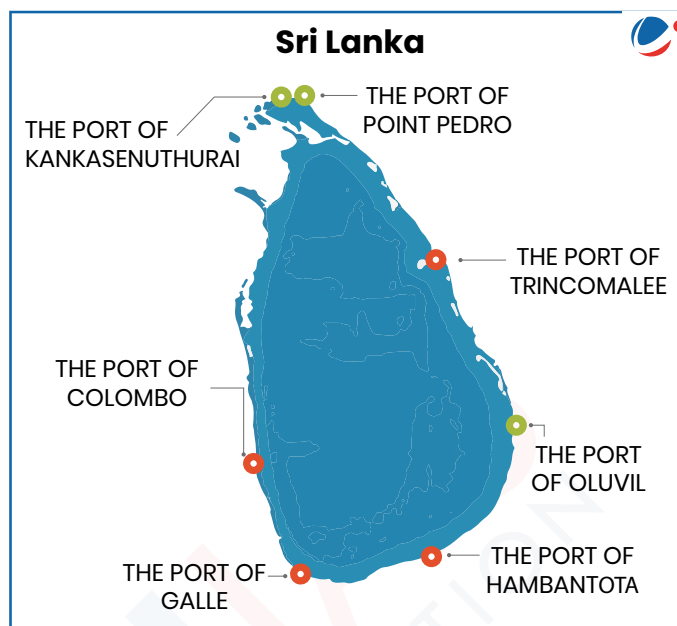 Sri Lanka
THE PORT OF
POINT PEDRO
THE PORT OF
KANKASENUTHURAI
THE PORT OF
TRINCOMALEE
THE PORT OF
COLOMBO
THE PORT
OF OLUVIL
THE PORT OF
HAMBANTOTA
THE PORT OF
GALLE